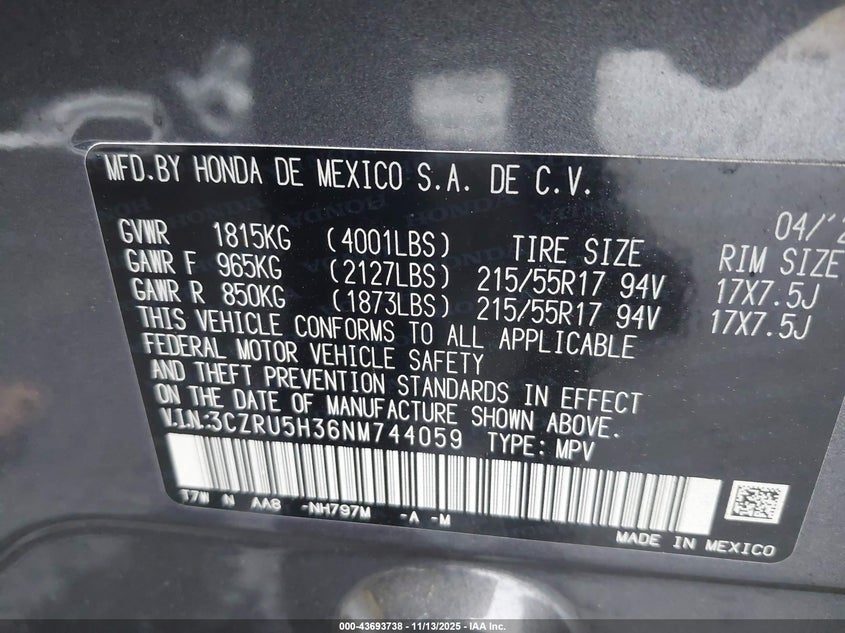 MFD.BY HONDA DE MEXICO S.A. DE C.V.
04/'2
GVWR 1815KG (4001LBS) TIRE SIZE RIM SIZE
GAWR F 965KG (2127LBS) 215/55R17 94V 17X7.5J
GAWR R 850KG (1873LBS) 215/55R17 94V 17X7.5J
THIS VEHICLE CONFORMS TO ALL APPLICABLE
FEDERAL MOTOR VEHICLE SAFETY
AND THEFT PREVENTION STANDARDS IN EFFECT
ON THE DATE OF MANUFACTURE SHOWN ABOVE.
V.I.N:3CZRU5H36NM744059 TYPE: MPV
T7W N AA8 -NH797M -A -M
MADE IN MEXICO
000-43693738 - 11/13/2025 - IAA Inc.